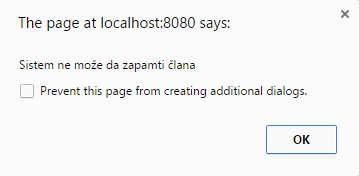 The page at localhost:8080 says:
Sistem ne može da zapamti člana
Prevent this page from creating additional dialogs.
OK